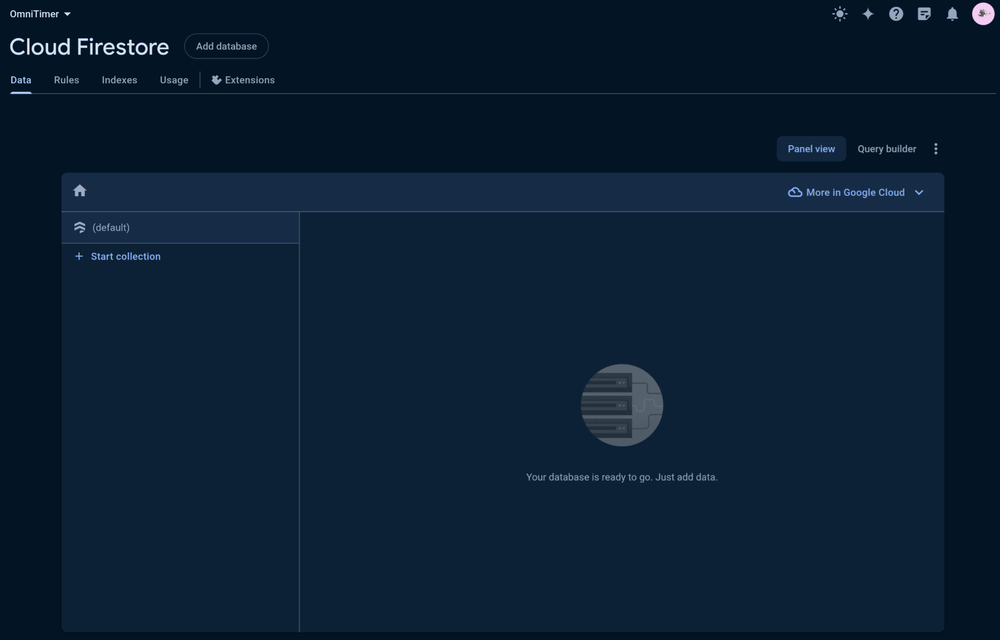 OmniTimer
Cloud Firestore
Add database
Data
Rules
Indexes
Usage
Extensions
Panel view
Query builder
More in Google Cloud
(default)
+ Start collection
Your database is ready to go. Just add data.